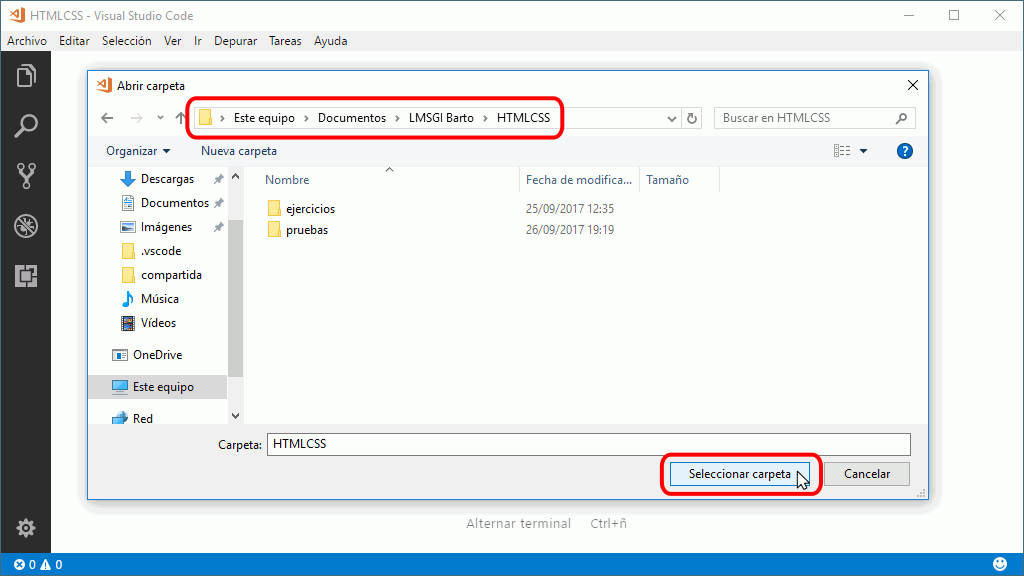 HTMLCSS - Visual Studio Code
Archivo Editar Selección Ver Ir Depurar Tareas Ayuda
Abrir carpeta
Este equipo > Documentos > LMSGI Barto > HTMLCSS
Buscar en HTMLCSS
Organizar Nueva carpeta
Nombre Fecha de modifica... Tamaño
Descargas
Documentos
Imágenes
.vscode
compartida
Música
Vídeos
OneDrive
Este equipo
Red
ejercicios 25/09/2017 12:35
pruebas 26/09/2017 19:19
Carpeta: HTMLCSS
Seleccionar carpeta Cancelar
Alternar terminal Ctrl+ñ
0 0